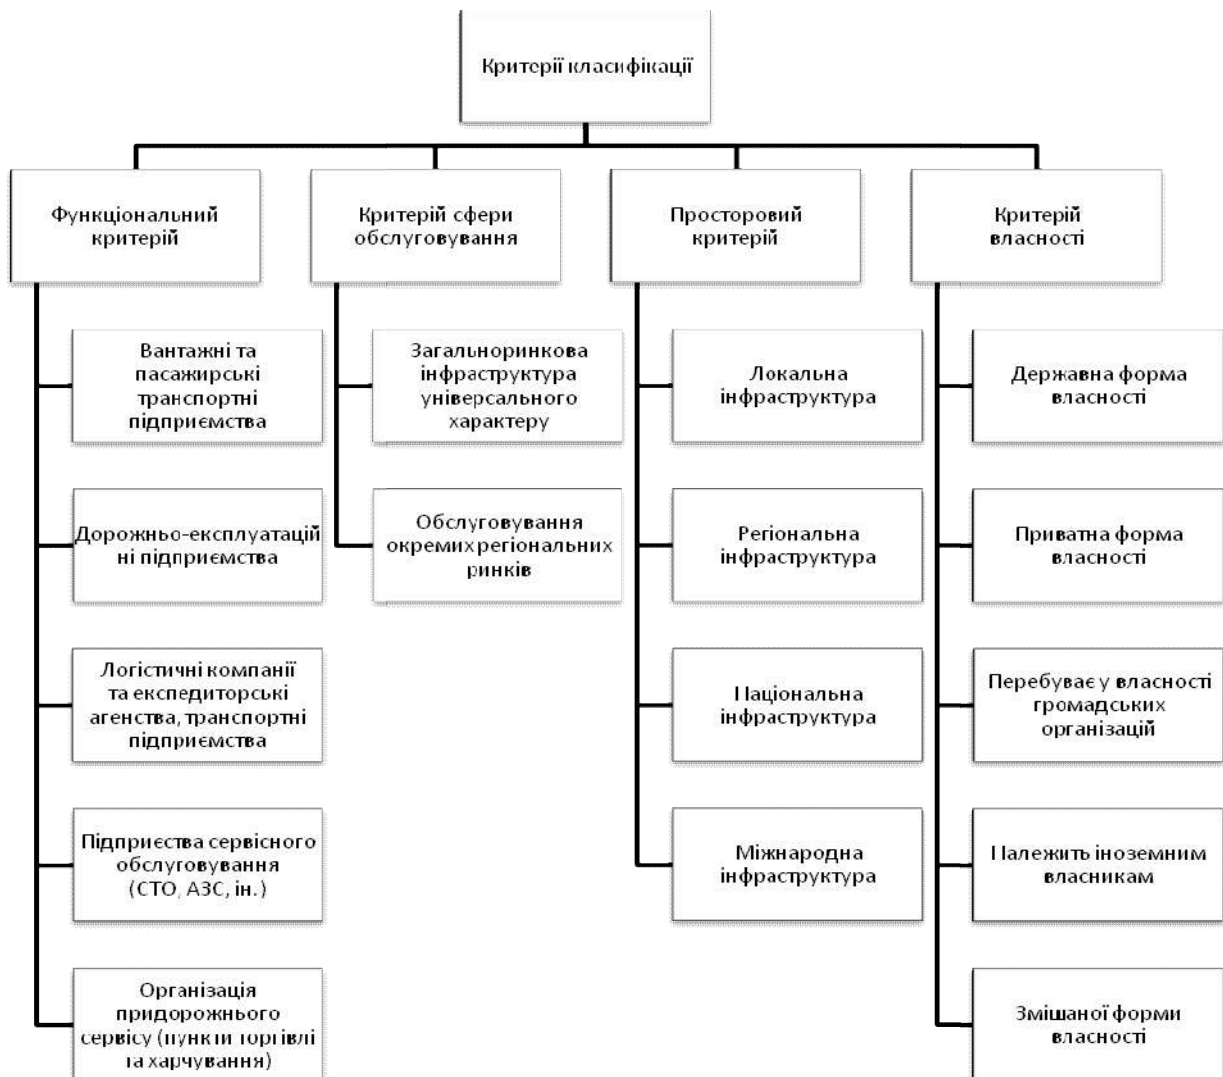 Критерії класифікації
Функціональний
критерій
Критерій сфери
обслуговування
Просторовий
критерій
Критерій
власності
Вантажні та
пасажирські
транспортні
підприємства
Дорожньо-експлуатацій
ні підприємства
Логістичні компанії
та експедиторські
агенства, транспортні
підприємства
Підприєства сервісного
обслуговування
(СТО, АЗС, ін.)
Організація
придорожнього
сервісу (пункти торгівлі
та харчування)
Загальноринкова
інфраструктура
універсального
характеру
Обслуговування
окремих регіональних
ринків
Локальна
інфраструктура
Регіональна
інфраструктура
Національна
інфраструктура
Міжнародна
інфраструктура
Державна форма
власності
Приватна форма
власності
Перебуває у власності
громадських
організацій
Належить іноземним
власникам
Змішаної форми
власності